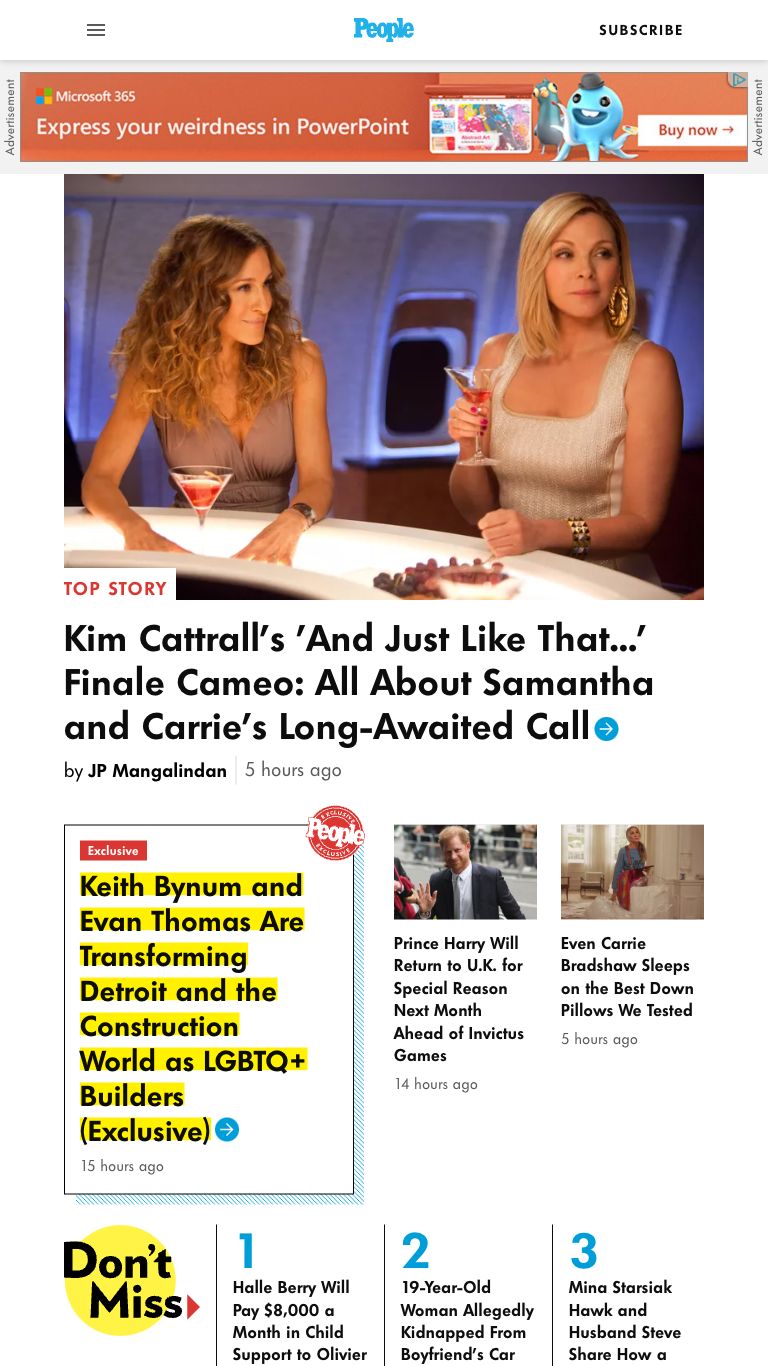 People
SUBSCRIBE
Advertisement
Microsoft 365
Express your weirdness in PowerPoint
Abstract Art
Buy now →
Advertisement
TOP STORY
Kim Cattrall’s ’And Just Like That...’
Finale Cameo: All About Samantha
and Carrie’s Long-Awaited Call
by JP Mangalindan
5 hours ago
EXCLUSIVE
People
EXCLUSIVE
Exclusive
Keith Bynum and
Evan Thomas Are
Transforming
Detroit and the
Construction
World as LGBTQ+
Builders
(Exclusive)
15 hours ago
Prince Harry Will
Return to U.K. for
Special Reason
Next Month
Ahead of Invictus
Games
14 hours ago
Even Carrie
Bradshaw Sleeps
on the Best Down
Pillows We Tested
5 hours ago
Don’t
Miss
1
Halle Berry Will
Pay $8,000 a
Month in Child
Support to Olivier
2
19-Year-Old
Woman Allegedly
Kidnapped From
Boyfriend’s Car
3
Mina Starsiak
Hawk and
Husband Steve
Share How a